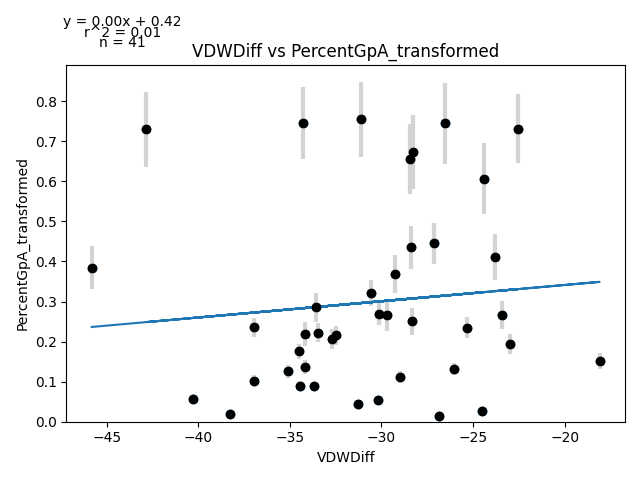 y = 0.00x + 0.42
r^2 = 0.01
n = 41
VDWDiff vs PercentGpA_transformed
PercentGpA_transformed
0.8
0.7
0.6
0.5
0.4
0.3
0.2
0.1
0.0
−45
−40
−35
−30
−25
−20
VDWDiff